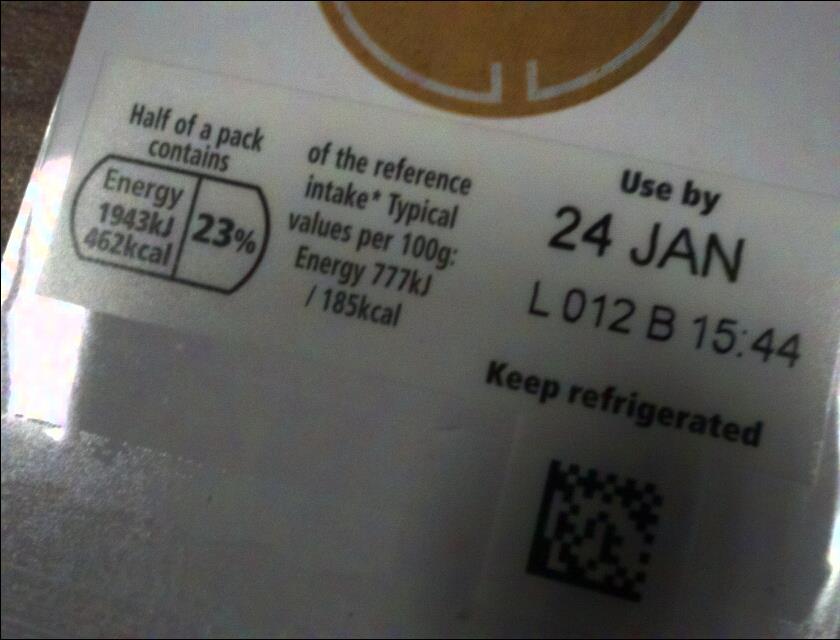 Half of a pack
contains
Energy
1943kJ
462kcal
23%
of the reference
intake* Typical
values per 100g:
Energy 777kJ
/ 185kcal
Use by
24 JAN
L 012 B 15:44
Keep refrigerated